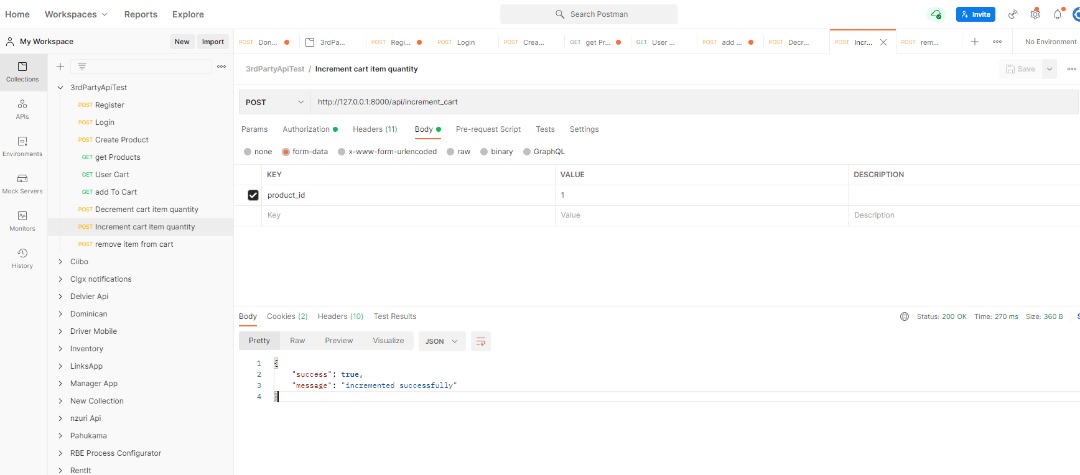 Home Workspaces Reports Explore Search Postman Invite
My Workspace New Import POST Don... 3rdPa... POST Regi... POST Login POST Crea... GET get Pr... GET User ... POST add ... POST Decr... POST Incr... POST rem... + No Environment
Collections
APIs
Environments
Mock Servers
Monitors
History
3rdPartyApiTest
POST Register
POST Login
POST Create Product
GET get Products
GET User Cart
GET add To Cart
POST Decrement cart item quantity
POST Increment cart item quantity
POST remove item from cart
Ciibo
Clgx notifications
Delvier Api
Dominican
Driver Mobile
Inventory
LinksApp
Manager App
New Collection
nzuri Api
Pahukama
RBE Process Configurator
RentIt
3rdPartyApiTest / Increment cart item quantity Save
POST http://127.0.0.1:8000/api/increment_cart
Params Authorization Headers (11) Body Pre-request Script Tests Settings
none form-data x-www-form-urlencoded raw binary GraphQL
KEY VALUE DESCRIPTION
product_id 1
Key Value Description
Body Cookies (2) Headers (10) Test Results Status: 200 OK Time: 270 ms Size: 360 B
Pretty Raw Preview Visualize JSON
1 {
2 "success": true,
3 "message": "incremented successfully"
4 }